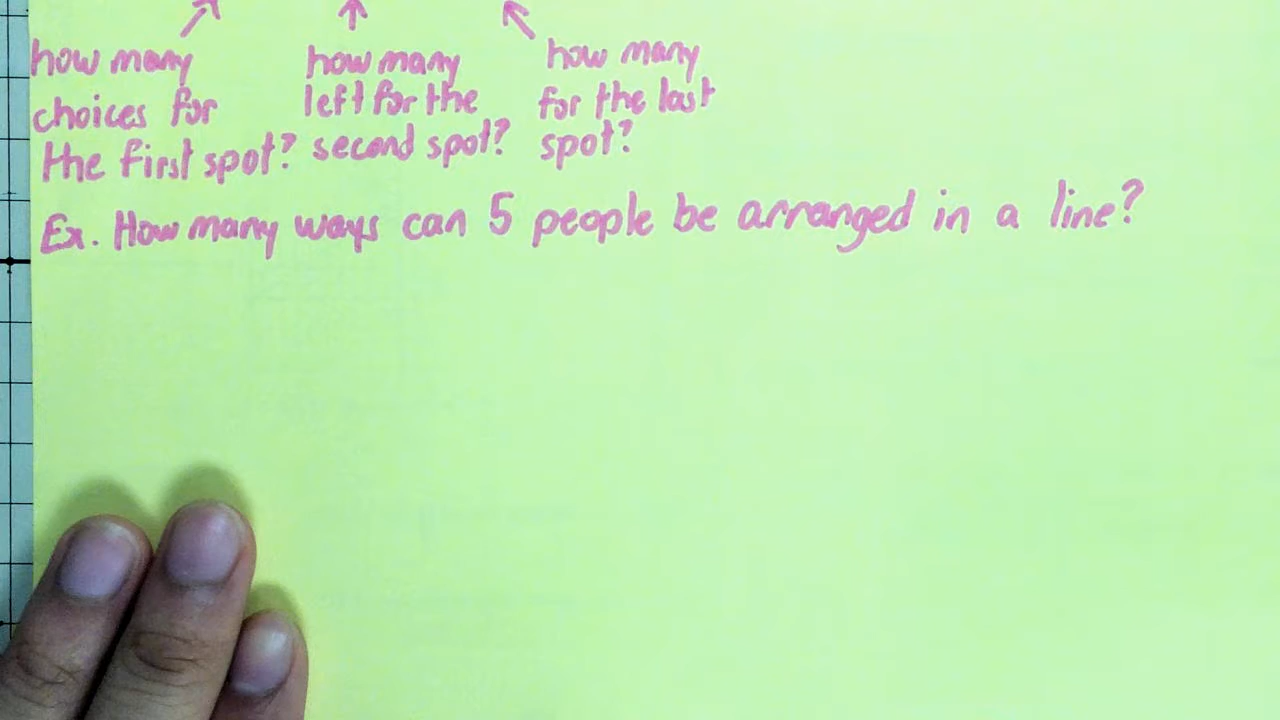 how many
choices for
the first spot?
how many
left for the
second spot?
how many
for the last
spot?
Ex. How many ways can 5 people be arranged in a line?